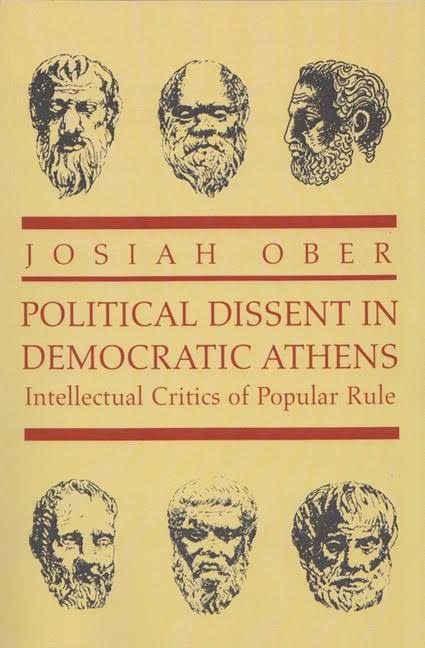 JOSIAH OBER
POLITICAL DISSENT IN
DEMOCRATIC ATHENS
Intellectual Critics of Popular Rule